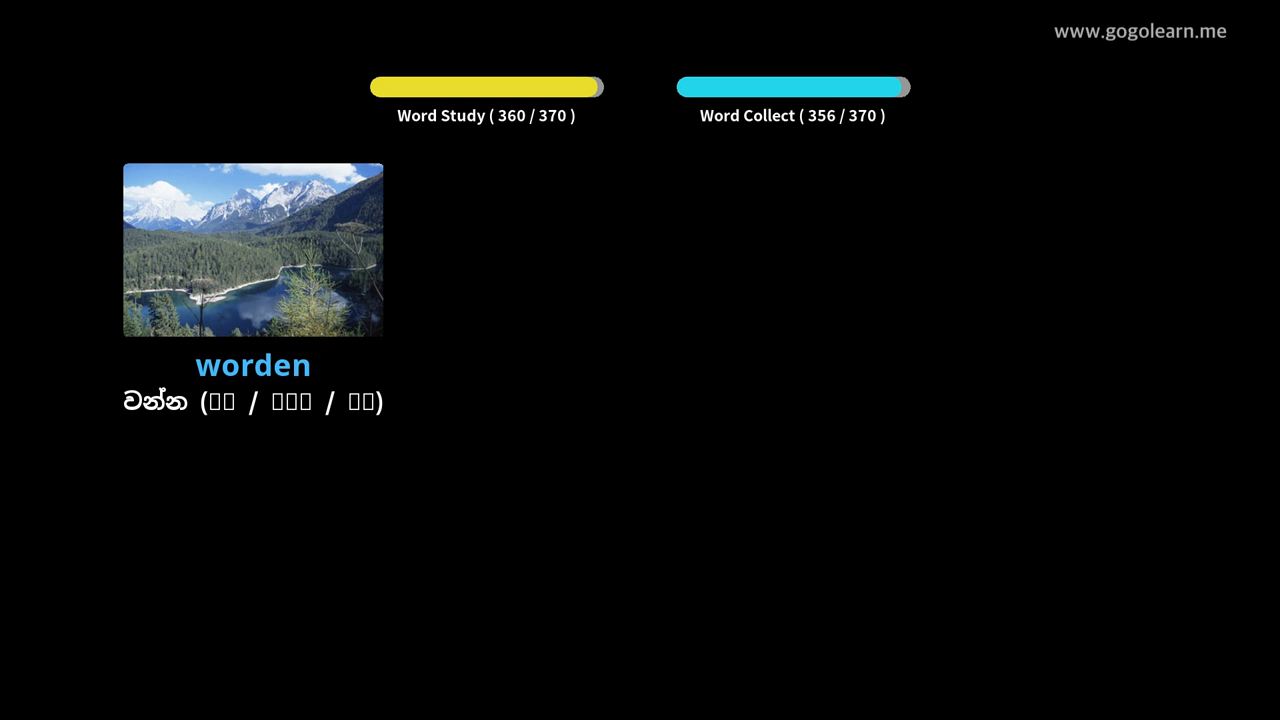 www.gogolearn.me
Word Study ( 360 / 370 )
Word Collect ( 356 / 370 )
worden
වන්න ( / / )